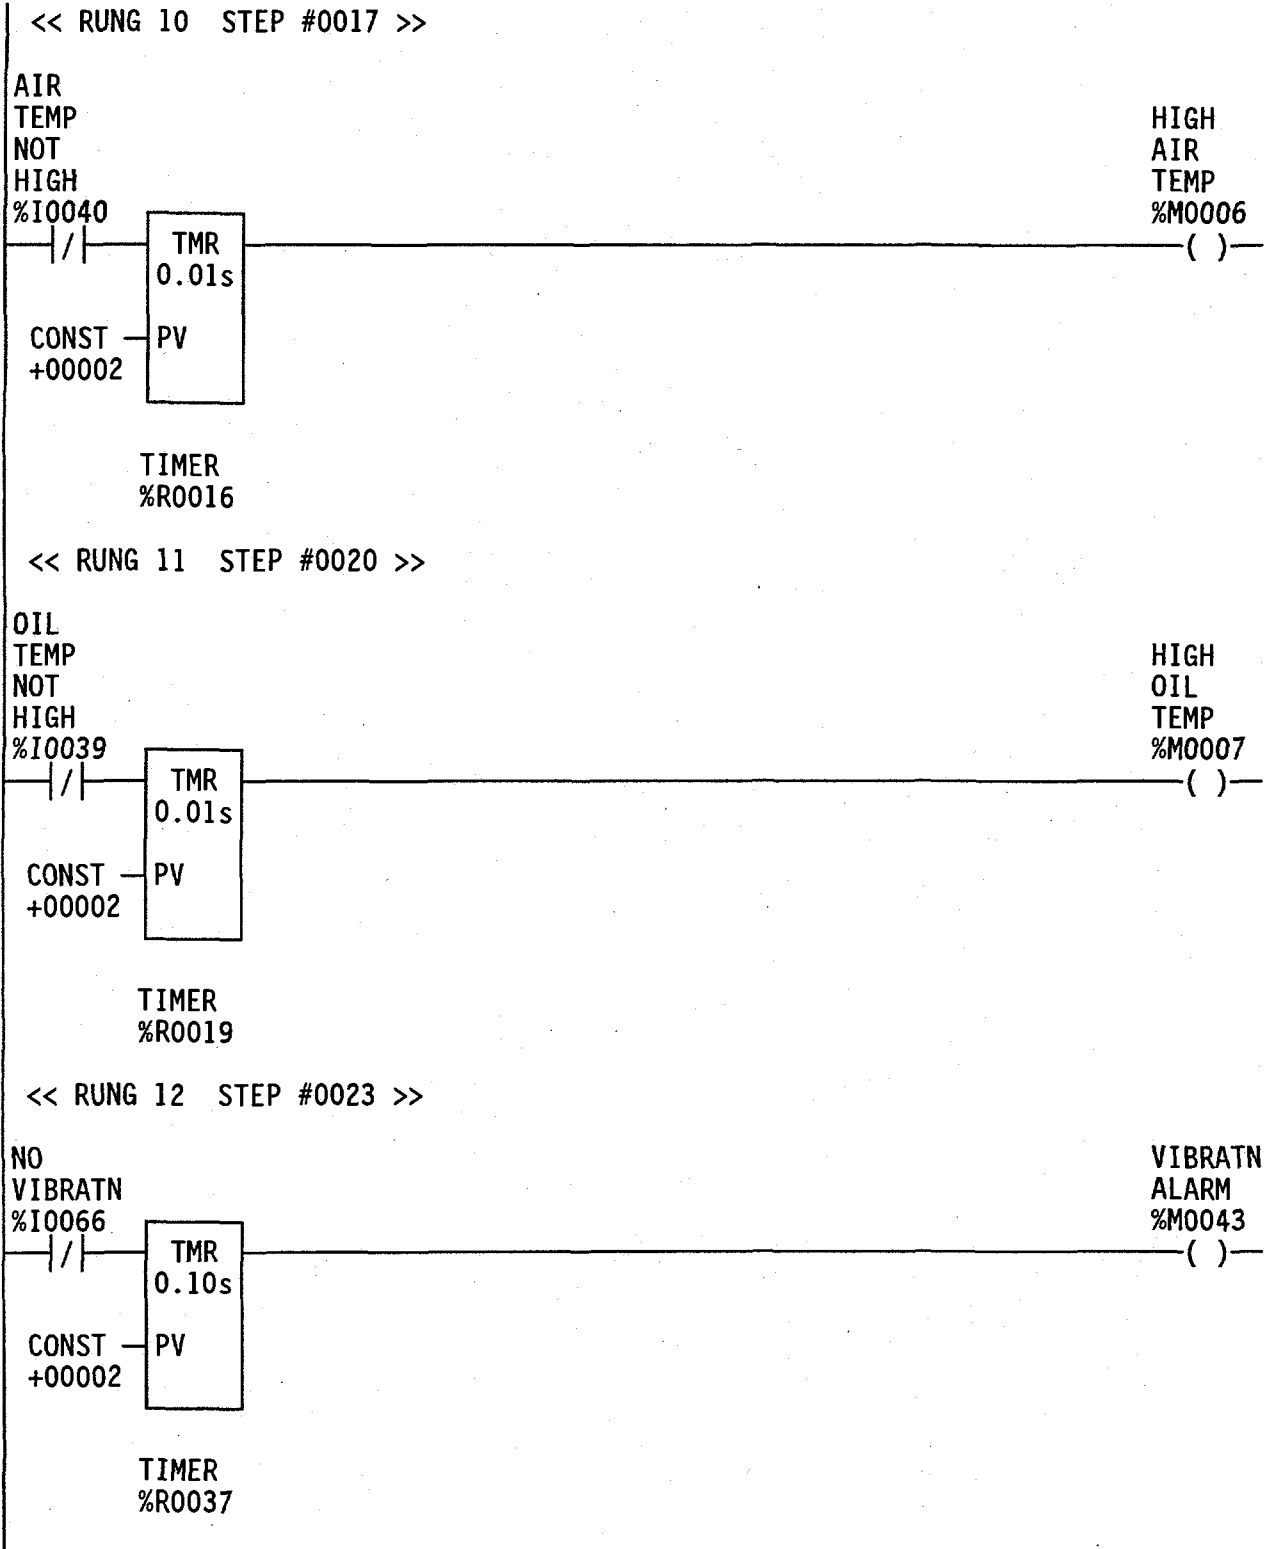 << RUNG 10 STEP #0017 >>
AIR
TEMP
NOT
HIGH
%I0040
HIGH
AIR
TEMP
%M0006
TMR
0.01s
CONST
+00002
PV
TIMER
%R0016
<< RUNG 11 STEP #0020 >>
OIL
TEMP
NOT
HIGH
%I0039
HIGH
OIL
TEMP
%M0007
TMR
0.01s
CONST
+00002
PV
TIMER
%R0019
<< RUNG 12 STEP #0023 >>
NO
VIBRATN
%I0066
VIBRATN
ALARM
%M0043
TMR
0.10s
CONST
+00002
PV
TIMER
%R0037